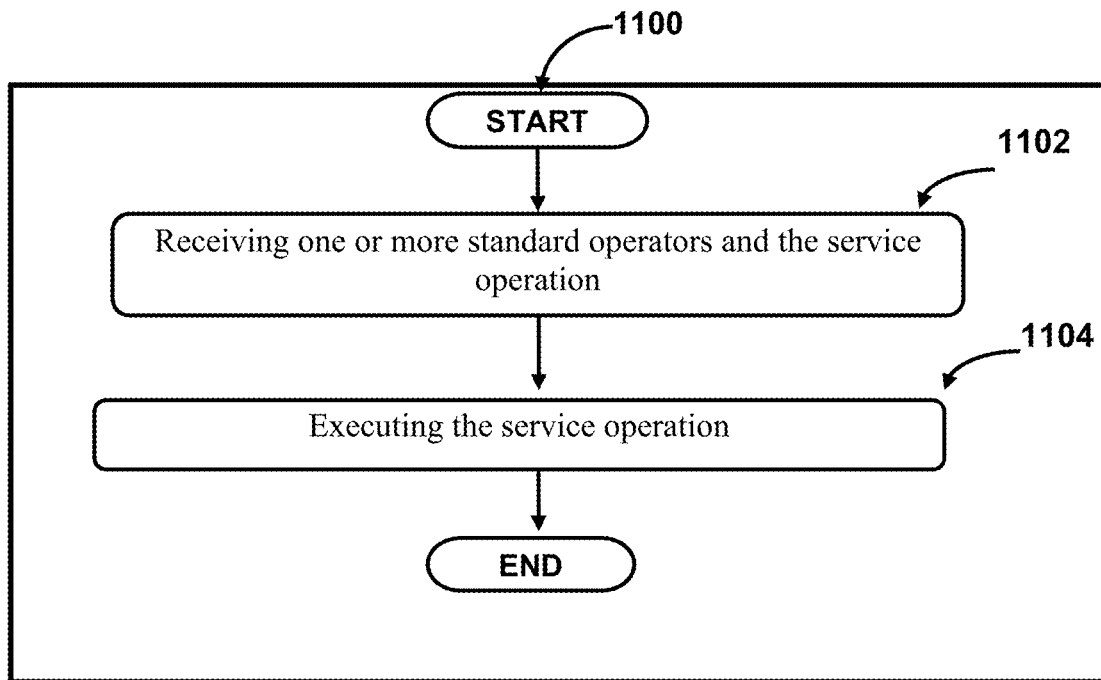 1100
START
1102
Receiving one or more standard operators and the service
operation
1104
Executing the service operation
END